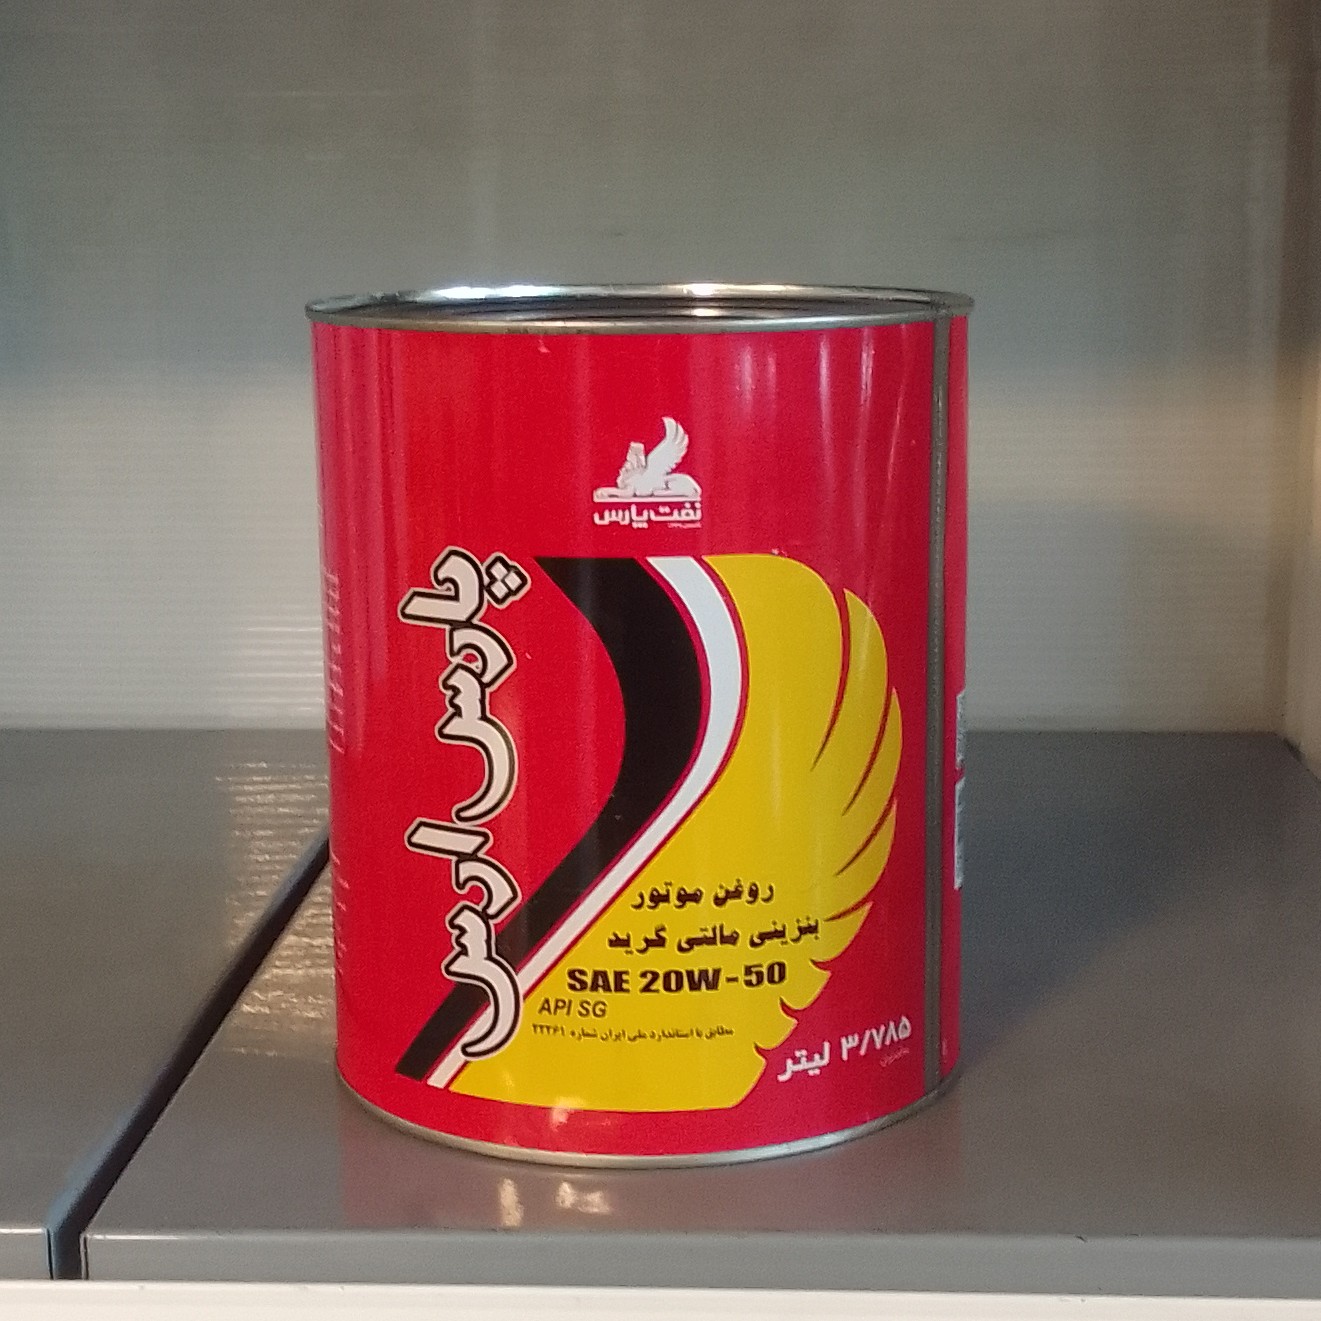 نفت پارس
پارس ارس
روغن موتور
بنزینی مالتی گرید
SAE 20W-50
API SG
مطابق با استاندارد ملی ایران شماره ۲۲۲۶۱
۳/۷۸۵ لیتر